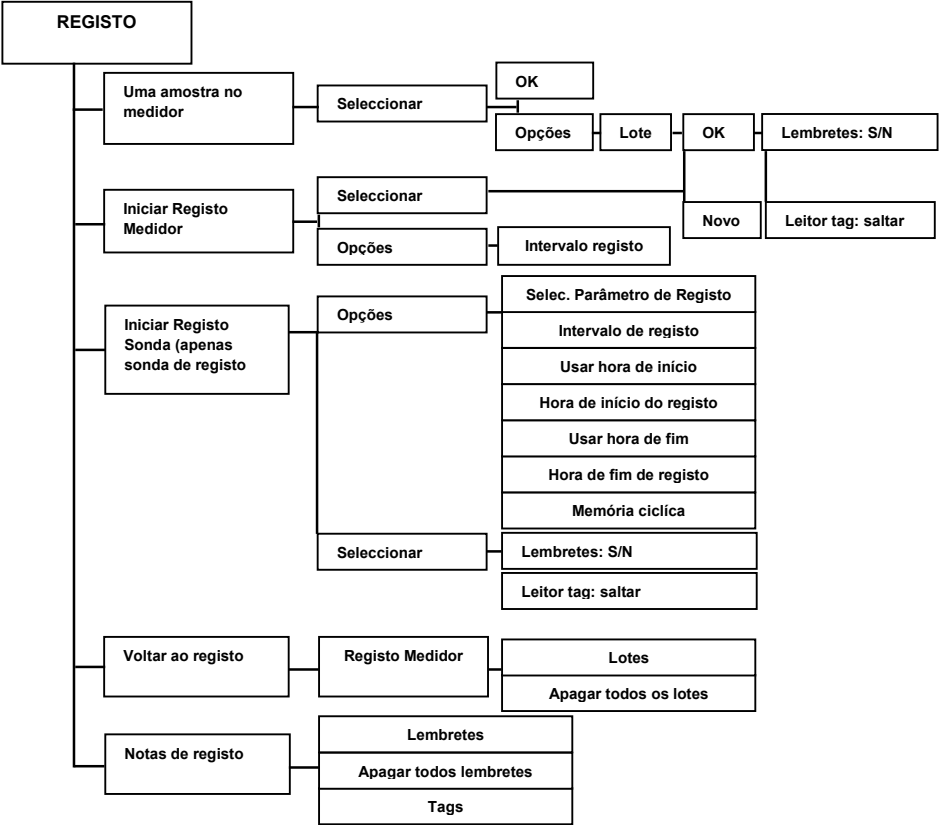 REGISTO
Uma amostra no
medidor
Seleccionar
OK
Opções
Lote
OK
Lembretes: S/N
Iniciar Registo
Medidor
Seleccionar
Novo
Leitor tag: saltar
Opções
Intervalo registo
Iniciar Registo
Sonda (apenas
sonda de registo
Opções
Selec. Parâmetro de Registo
Intervalo de registo
Usar hora de início
Hora de início do registo
Usar hora de fim
Hora de fim de registo
Memória ciclíca
Seleccionar
Lembretes: S/N
Leitor tag: saltar
Voltar ao registo
Registo Medidor
Lotes
Apagar todos os lotes
Notas de registo
Lembretes
Apagar todos lembretes
Tags